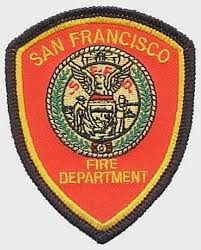 SAN FRANCISCO
S. F. F. D.
FIRE
DEPARTMENT